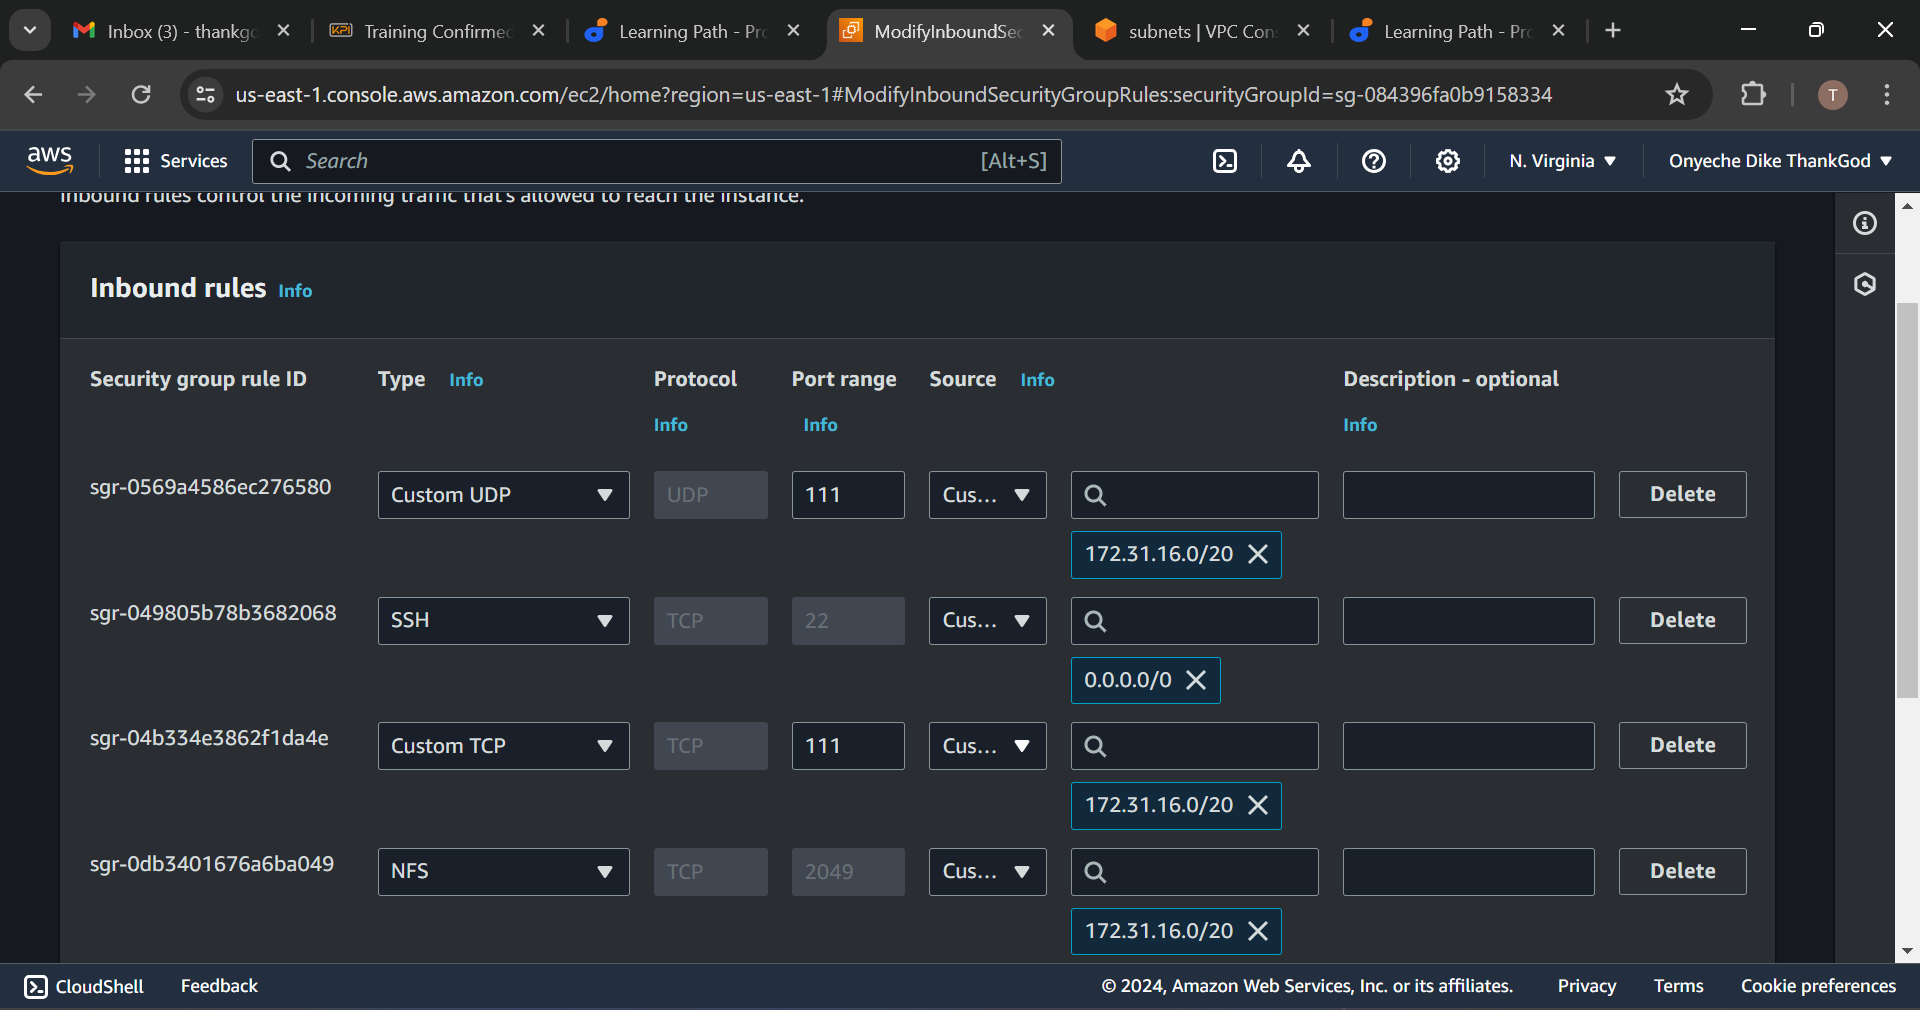 Inbox (3) - thankgo
KPI Training Confirmed
Learning Path - Pro
ModifyInboundSec
subnets | VPC Cons
Learning Path - Pro
us-east-1.console.aws.amazon.com/ec2/home?region=us-east-1#ModifyInboundSecurityGroupRules:securityGroupId=sg-084396fa0b9158334
T
aws Services Search [Alt+S] N. Virginia Onyeche Dike ThankGod
Inbound rules control the incoming traffic that's allowed to reach the instance.
Inbound rules Info
Security group rule ID Type Info Protocol Port range Source Info Description - optional
Info Info Info
sgr-0569a4586ec276580 Custom UDP UDP 111 Cus... Delete
172.31.16.0/20
sgr-049805b78b3682068 SSH TCP 22 Cus... Delete
0.0.0.0/0
sgr-04b334e3862f1da4e Custom TCP TCP 111 Cus... Delete
172.31.16.0/20
sgr-0db3401676a6ba049 NFS TCP 2049 Cus... Delete
172.31.16.0/20
CloudShell Feedback © 2024, Amazon Web Services, Inc. or its affiliates. Privacy Terms Cookie preferences